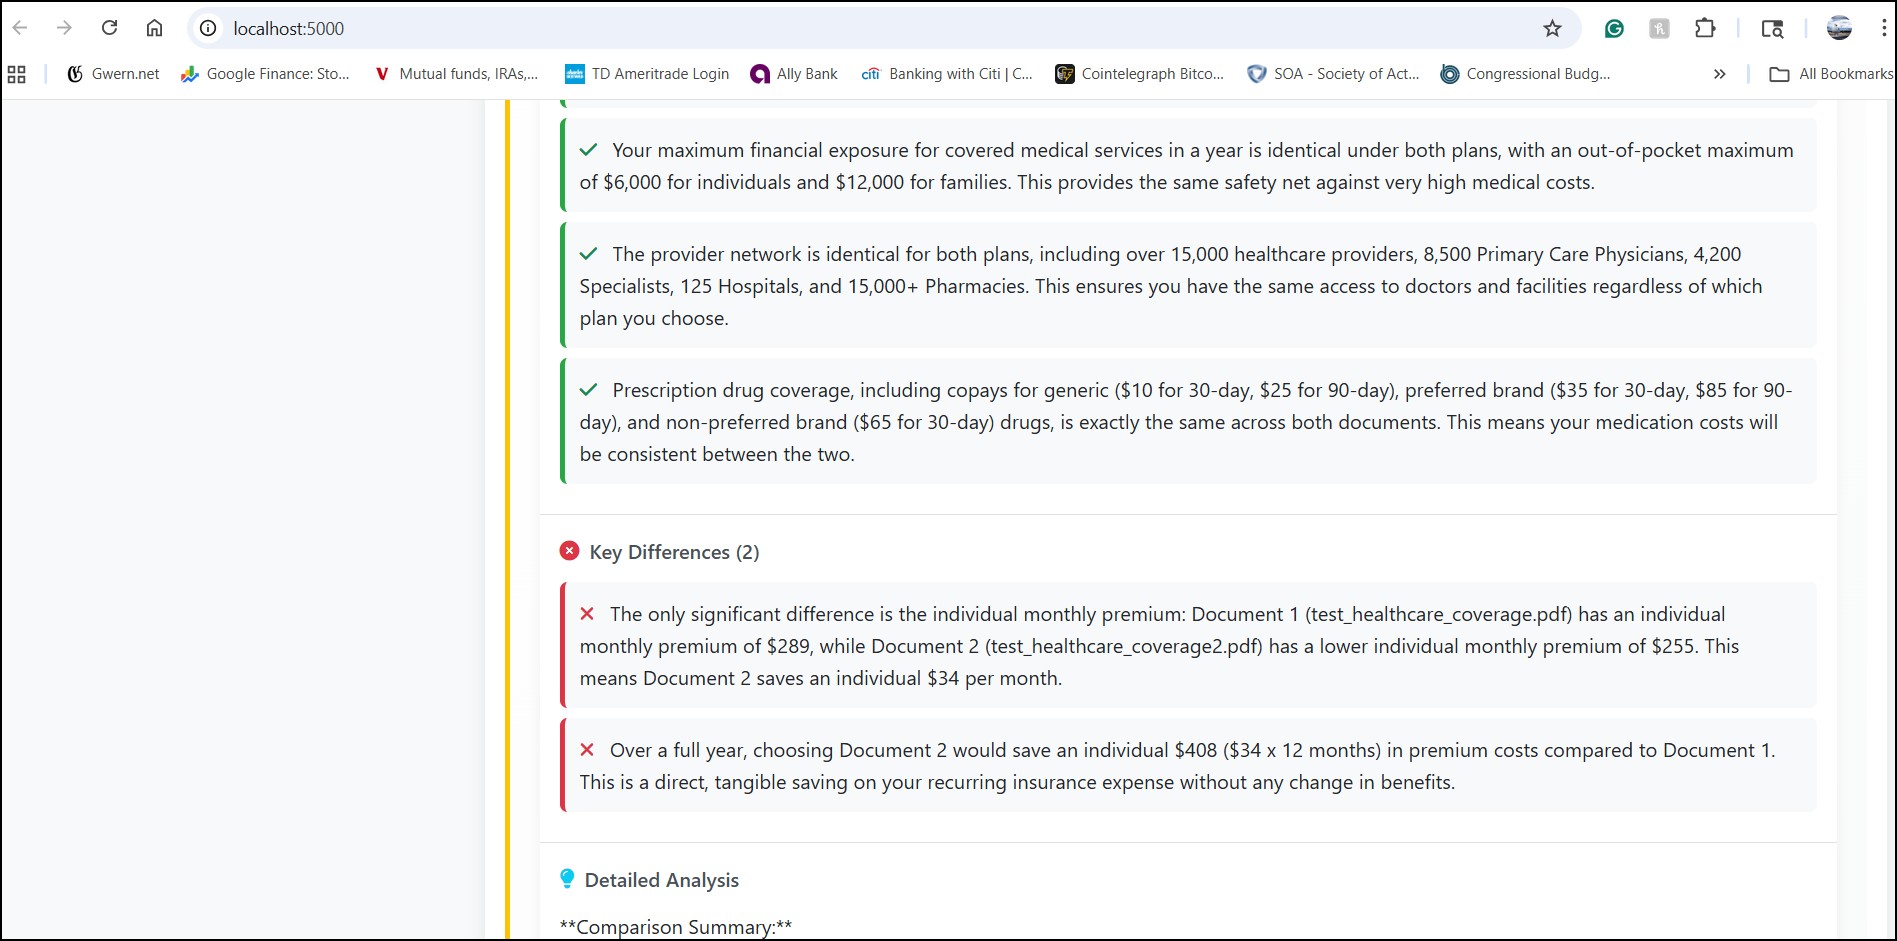 localhost:5000
Gwern.net
Google Finance: Sto...
Mutual funds, IRAs,...
TD Ameritrade Login
Ally Bank
citi
Banking with Citi | C...
Cointelegraph Bitco...
SOA - Society of Act...
Congressional Budg...
All Bookmarks
Your maximum financial exposure for covered medical services in a year is identical under both plans, with an out-of-pocket maximum
of $6,000 for individuals and $12,000 for families. This provides the same safety net against very high medical costs.
The provider network is identical for both plans, including over 15,000 healthcare providers, 8,500 Primary Care Physicians, 4,200
Specialists, 125 Hospitals, and 15,000+ Pharmacies. This ensures you have the same access to doctors and facilities regardless of which
plan you choose.
Prescription drug coverage, including copays for generic ($10 for 30-day, $25 for 90-day), preferred brand ($35 for 30-day, $85 for 90-
day), and non-preferred brand ($65 for 30-day) drugs, is exactly the same across both documents. This means your medication costs will
be consistent between the two.
Key Differences (2)
The only significant difference is the individual monthly premium: Document 1 (test_healthcare_coverage.pdf) has an individual
monthly premium of $289, while Document 2 (test_healthcare_coverage2.pdf) has a lower individual monthly premium of $255. This
means Document 2 saves an individual $34 per month.
Over a full year, choosing Document 2 would save an individual $408 ($34 x 12 months) in premium costs compared to Document 1.
This is a direct, tangible saving on your recurring insurance expense without any change in benefits.
Detailed Analysis
**Comparison Summary:**